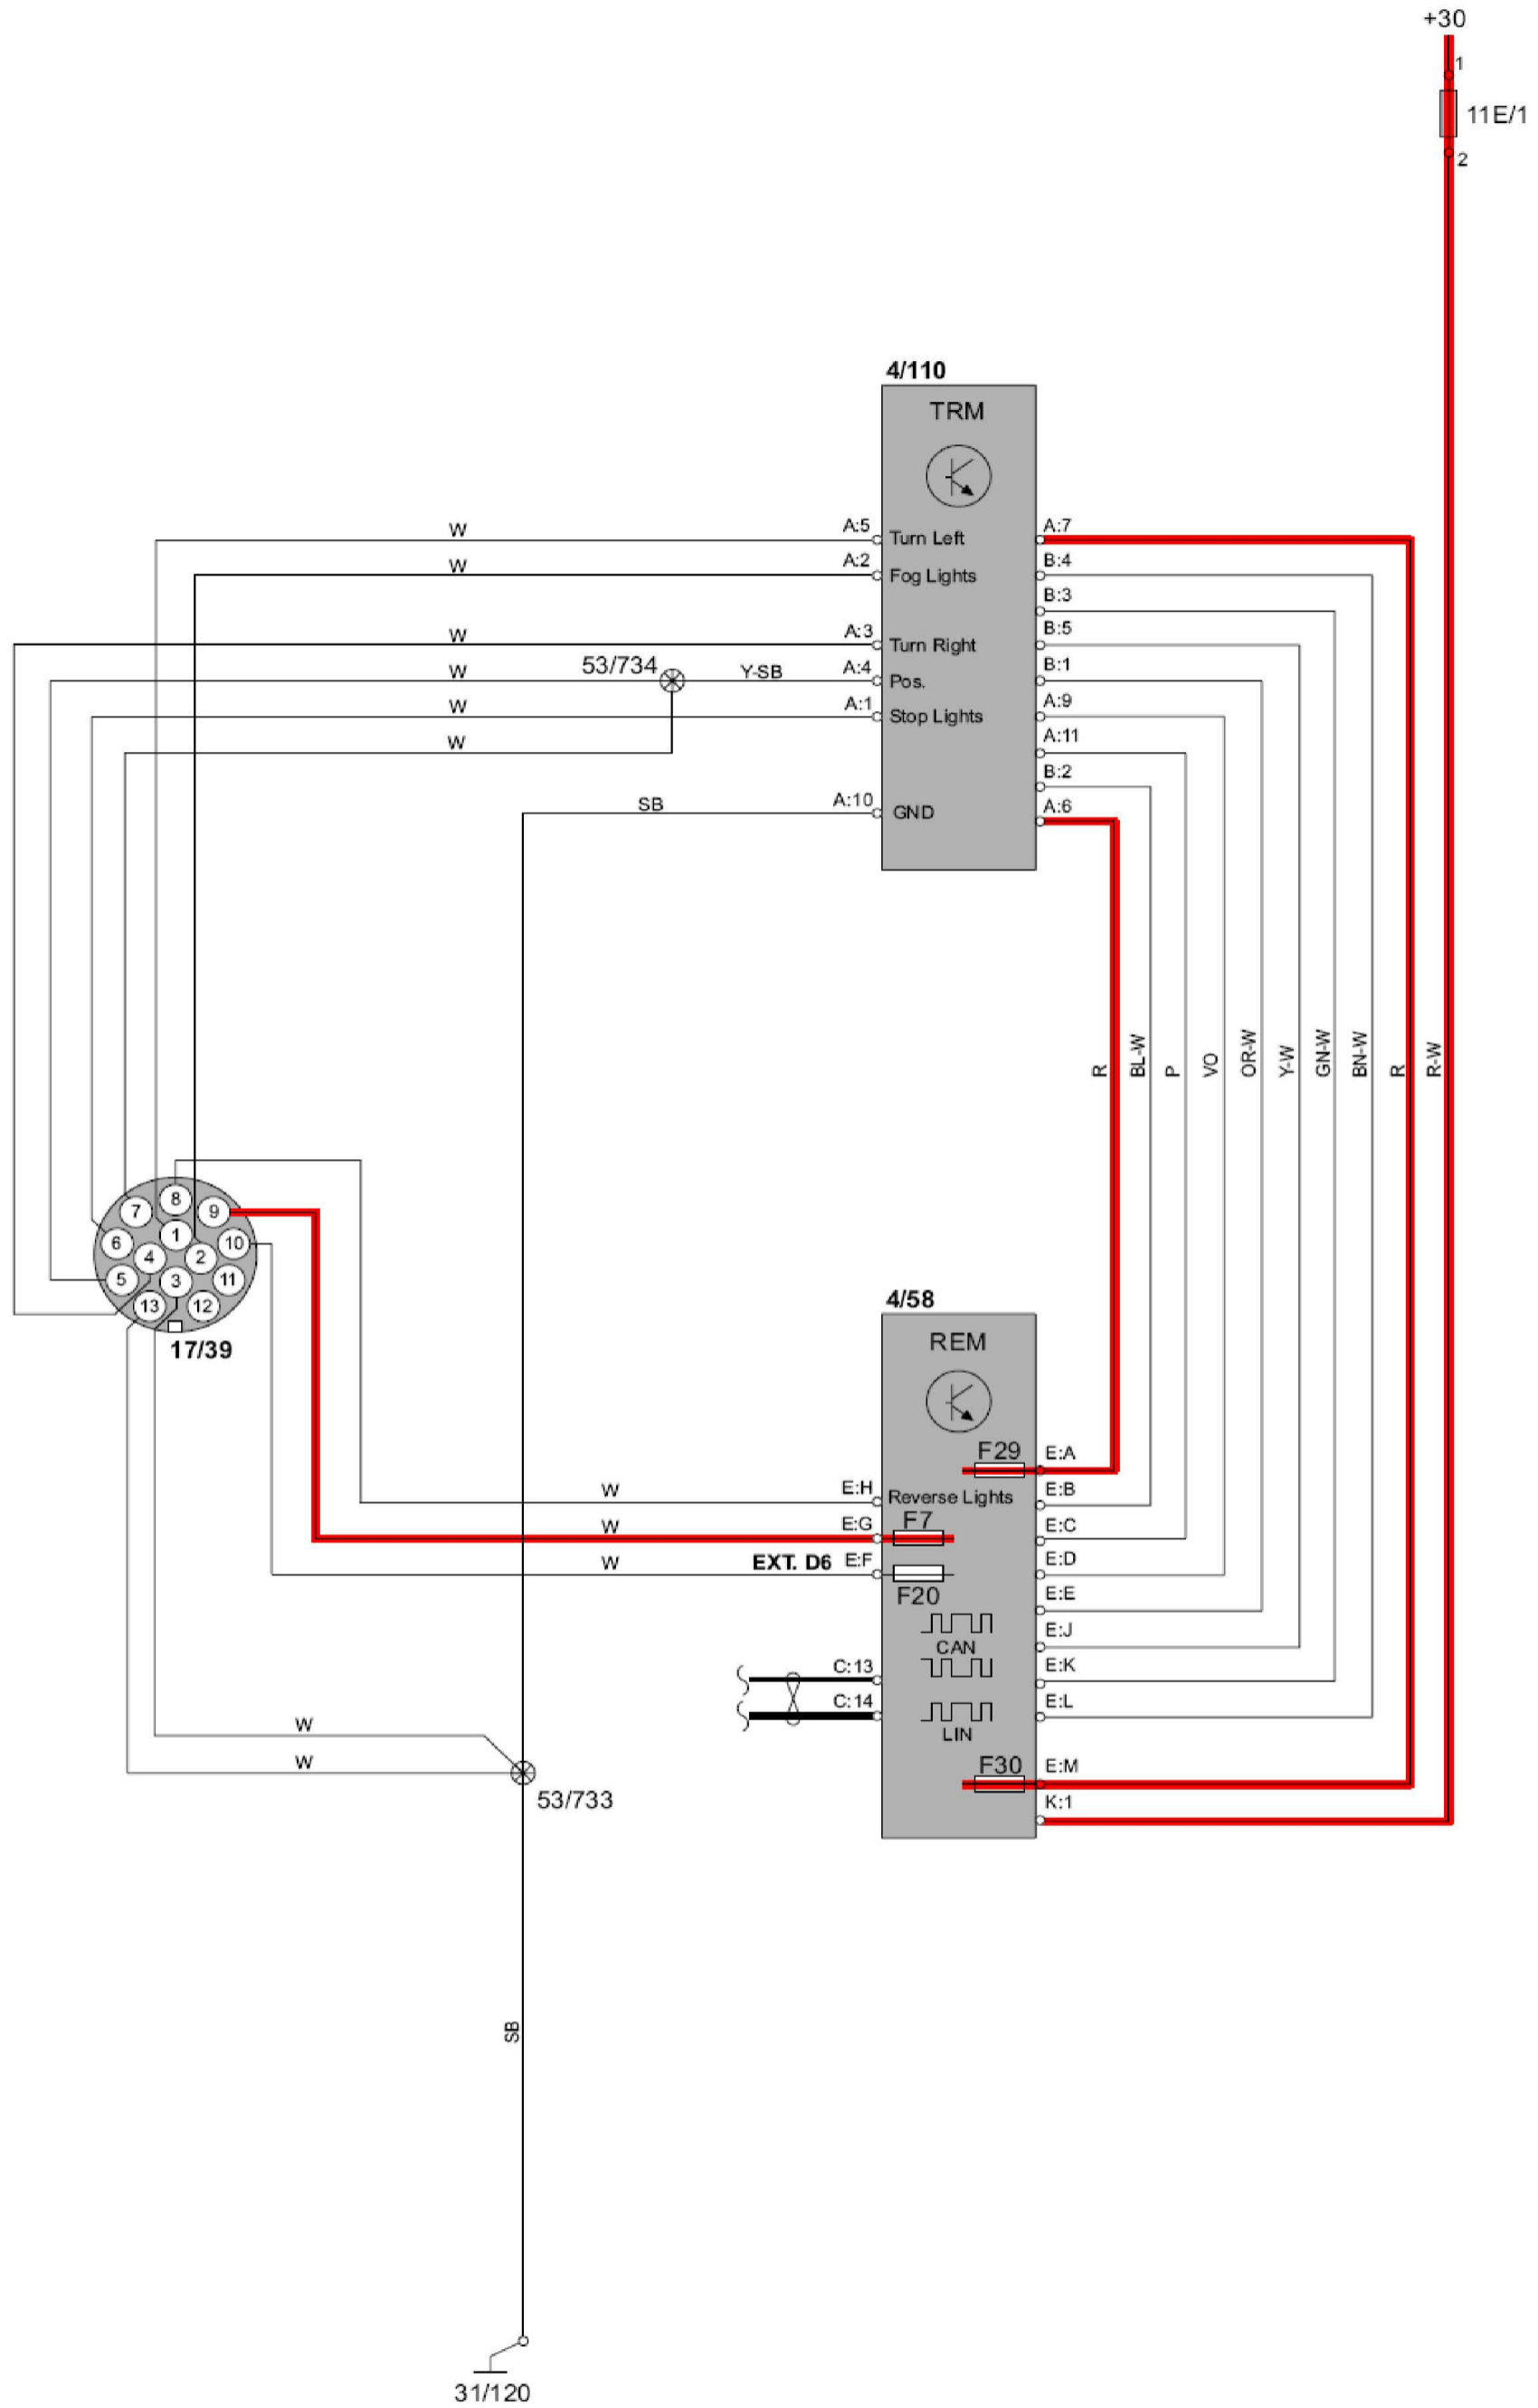 +30
1
11E/1
2
4/110
TRM
W
A:5
Turn Left
A:7
W
A:2
Fog Lights
B:4
B:3
W
A:3
Turn Right
B:5
53/734
W
Y-SB
A:4
Pos.
B:1
W
A:1
Stop Lights
A:9
W
A:11
B:2
SB
A:10
GND
A:6
R
BL-W
P
VO
OR-W
Y-W
GN-W
BN-W
R
R-W
8
7
9
1
6
10
4
2
5
3
11
13
12
17/39
4/58
REM
F29
E:A
W
E:H
Reverse Lights
E:B
W
E:G
F7
E:C
W
EXT. D6
E:F
E:D
F20
E:E
CAN
E:J
C:13
E:K
C:14
E:L
LIN
W
W
F30
E:M
53/733
K:1
SB
31/120